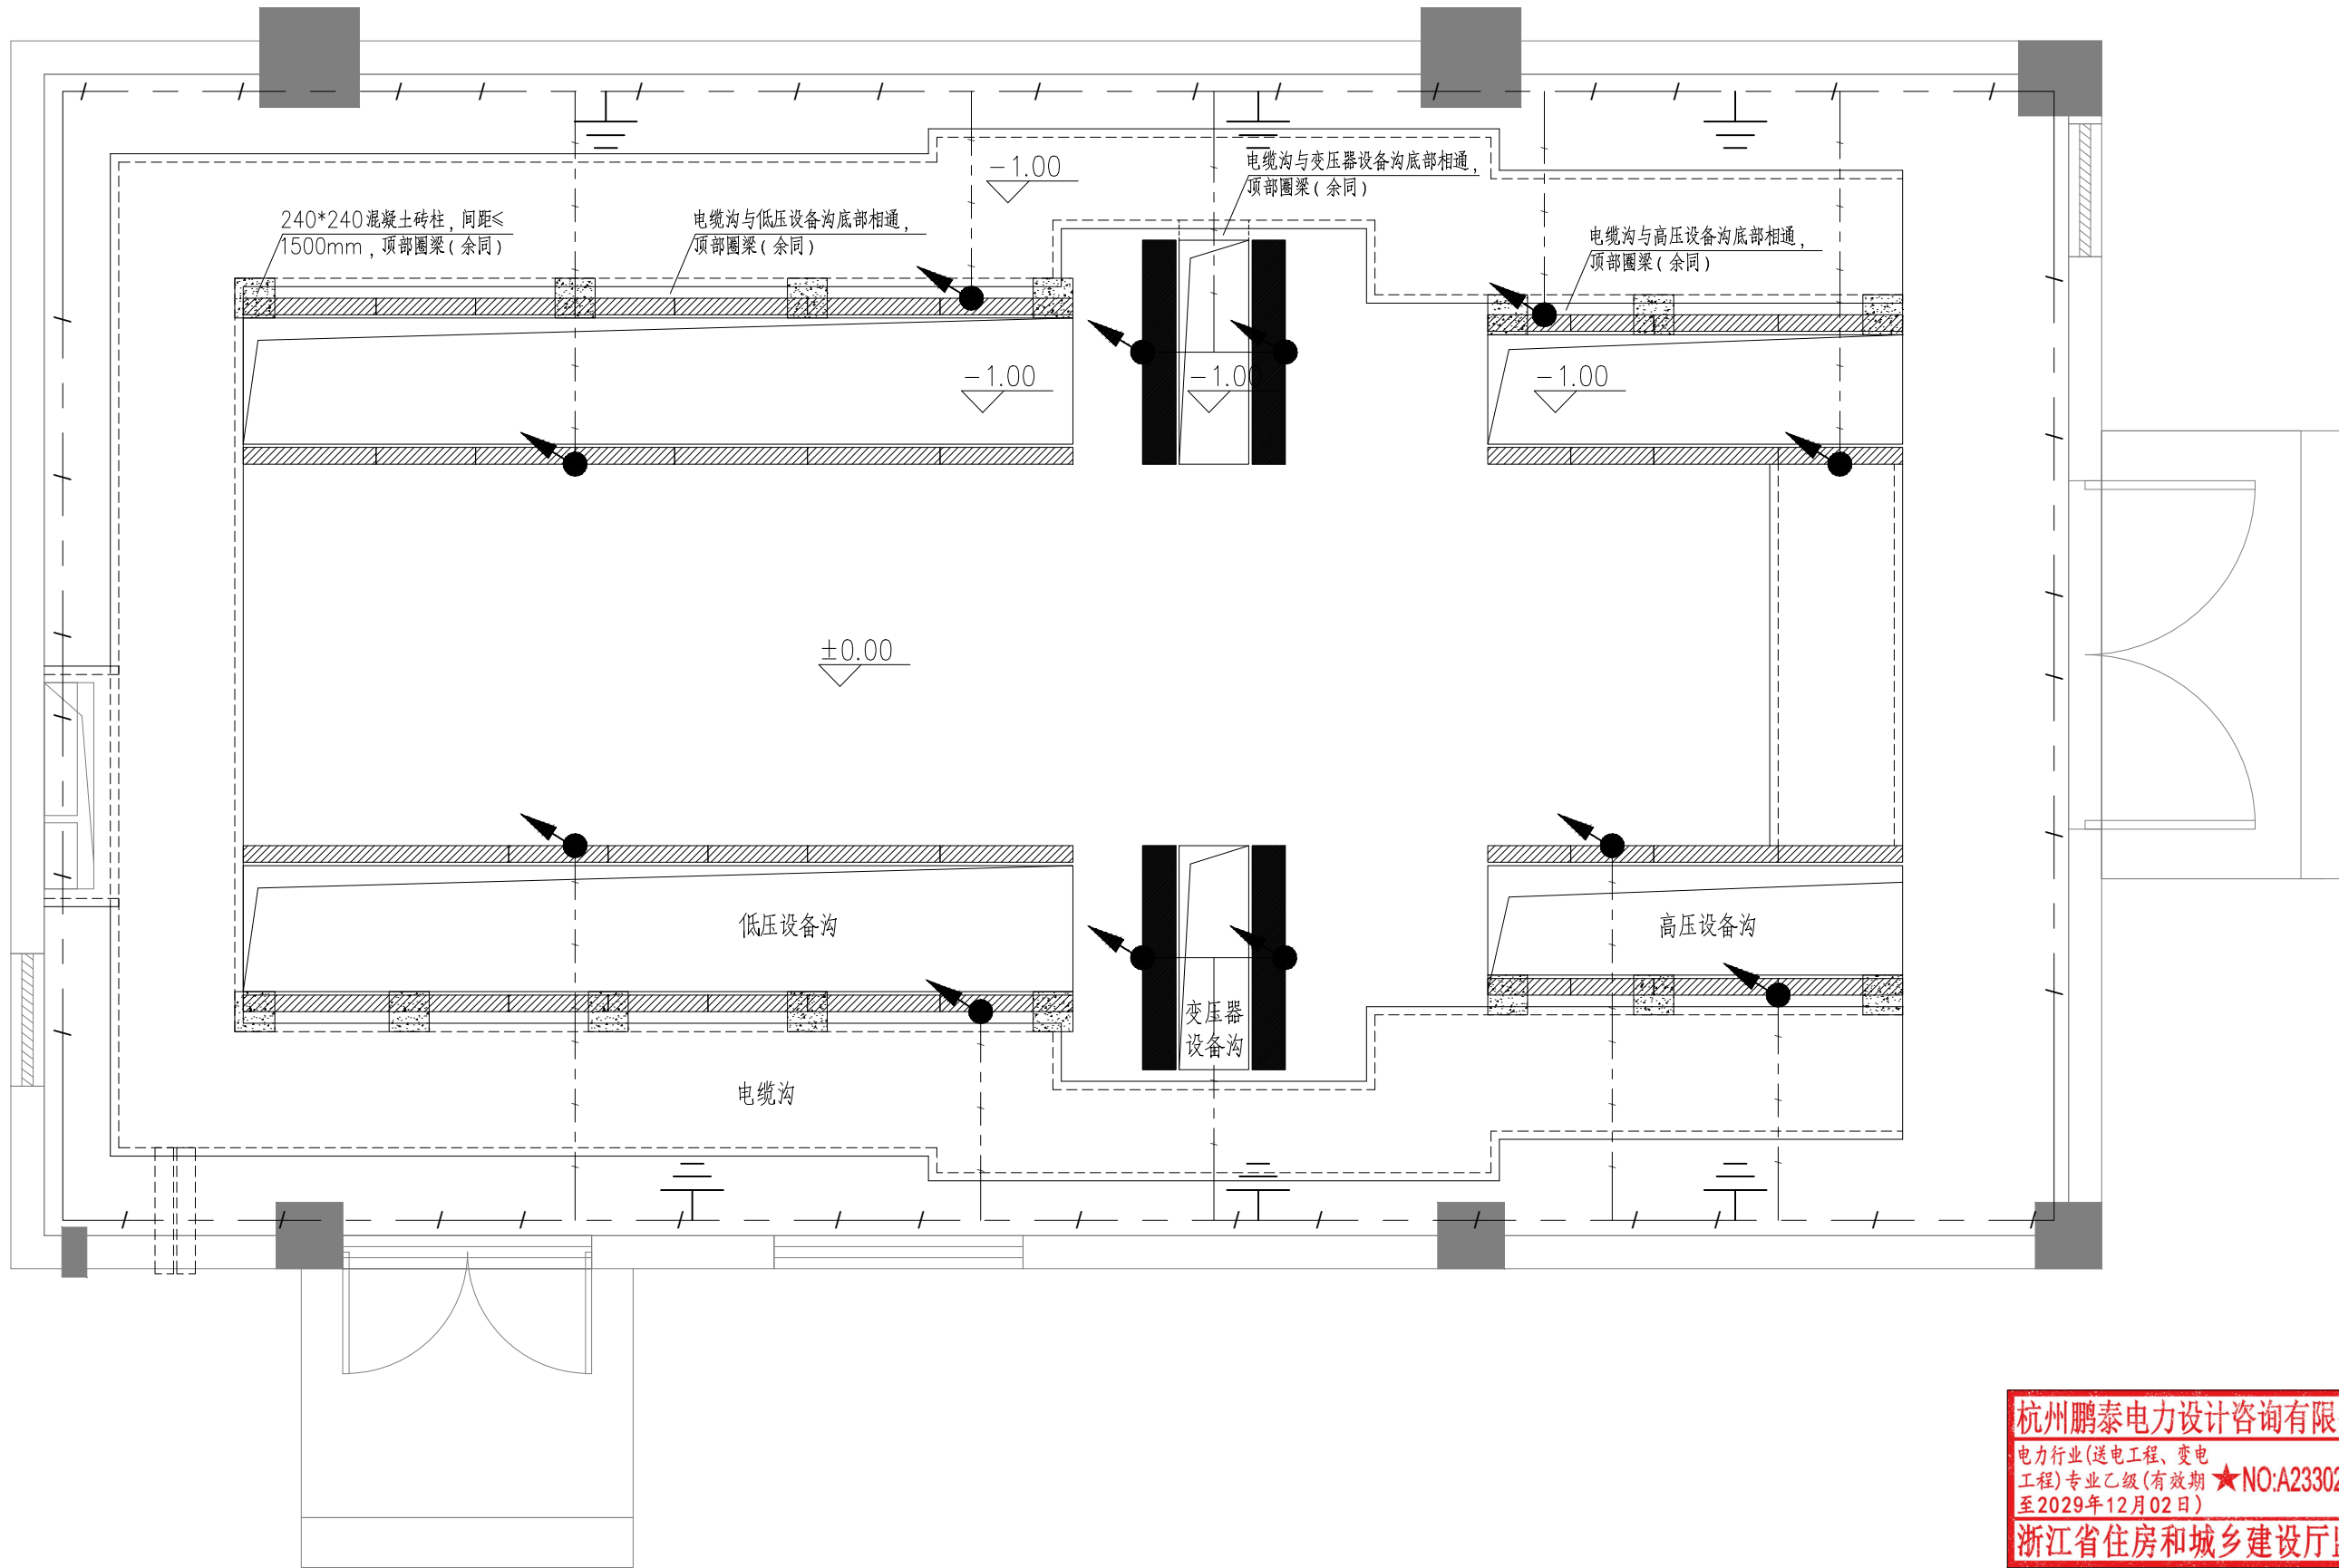 -1.00
电缆沟与变压器设备沟底部相通，
顶部圈梁(余同)
240*240混凝土砖柱，间距≤
1500mm，顶部圈梁(余同)
电缆沟与低压设备沟底部相通，
顶部圈梁(余同)
电缆沟与高压设备沟底部相通，
顶部圈梁(余同)
-1.00
-1.00
-1.00
±0.00
低压设备沟
高压设备沟
变压器
设备沟
电缆沟
杭州鹏泰电力设计咨询有限
电力行业(送电工程、变电
工程)专业乙级(有效期
至2029年12月02日)
★NO:A23302
浙江省住房和城乡建设厅